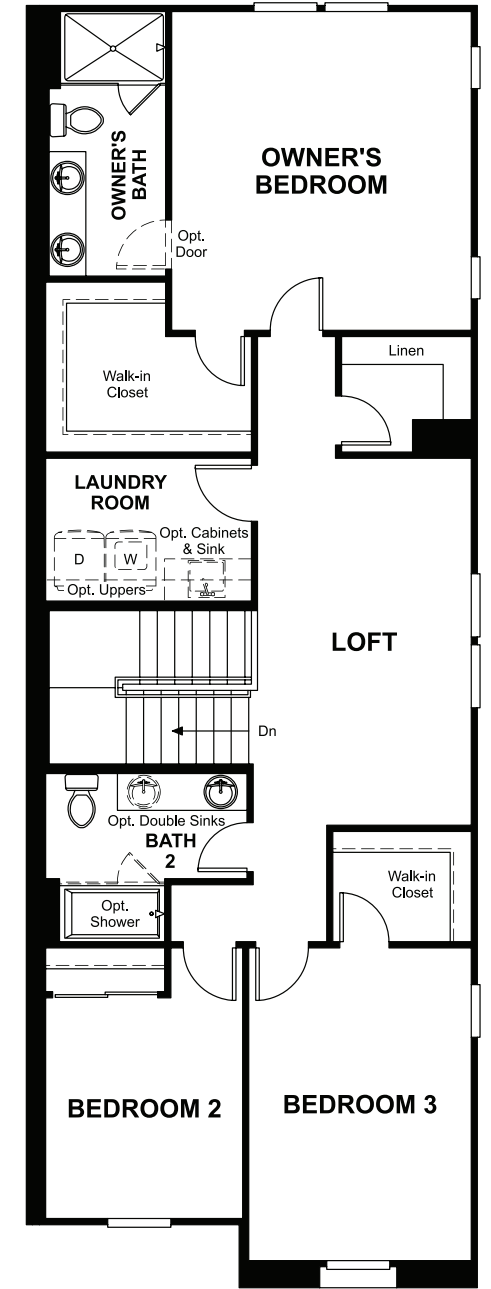 OWNER'S
BATH
OWNER'S
BEDROOM
Opt.
Door
Linen
Walk-in
Closet
LAUNDRY
ROOM
Opt. Cabinets
& Sink
D
W
Opt. Uppers
LOFT
Dn
Opt. Double Sinks
BATH
2
Walk-in
Closet
Opt.
Shower
BEDROOM 2
BEDROOM 3